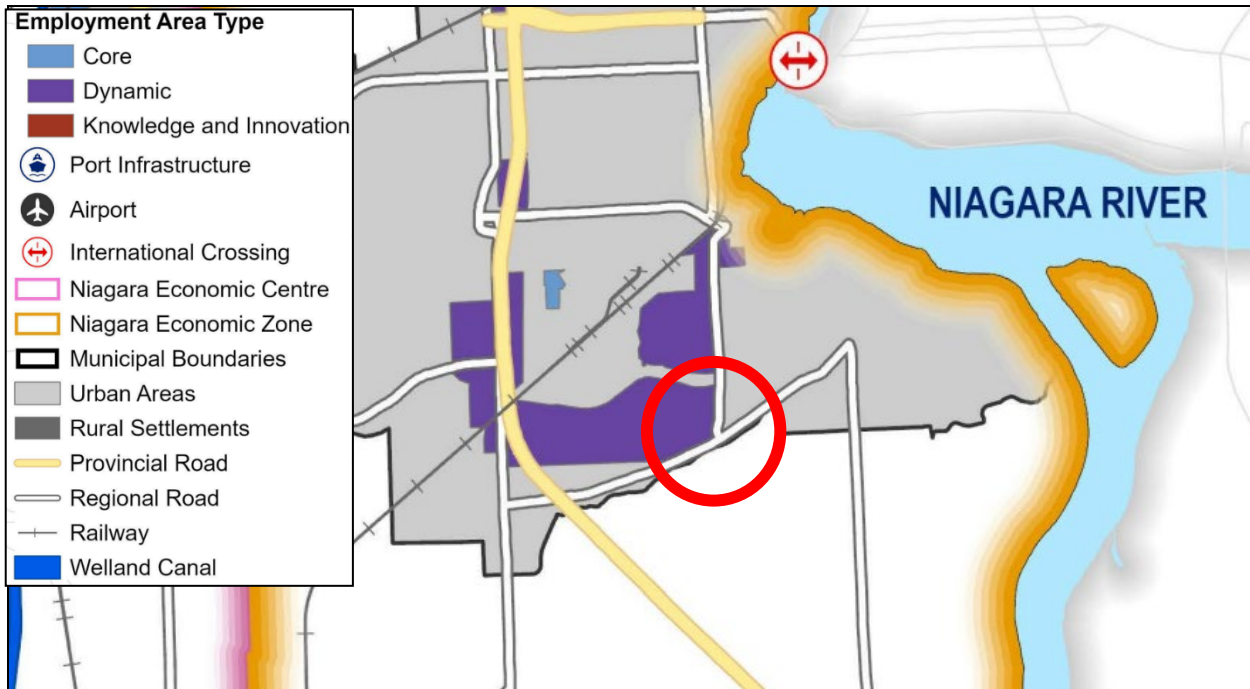 Employment Area Type
Core
Dynamic
Knowledge and Innovation
Port Infrastructure
Airport
International Crossing
Niagara Economic Centre
Niagara Economic Zone
Municipal Boundaries
Urban Areas
Rural Settlements
Provincial Road
Regional Road
Railway
Welland Canal
NIAGARA RIVER